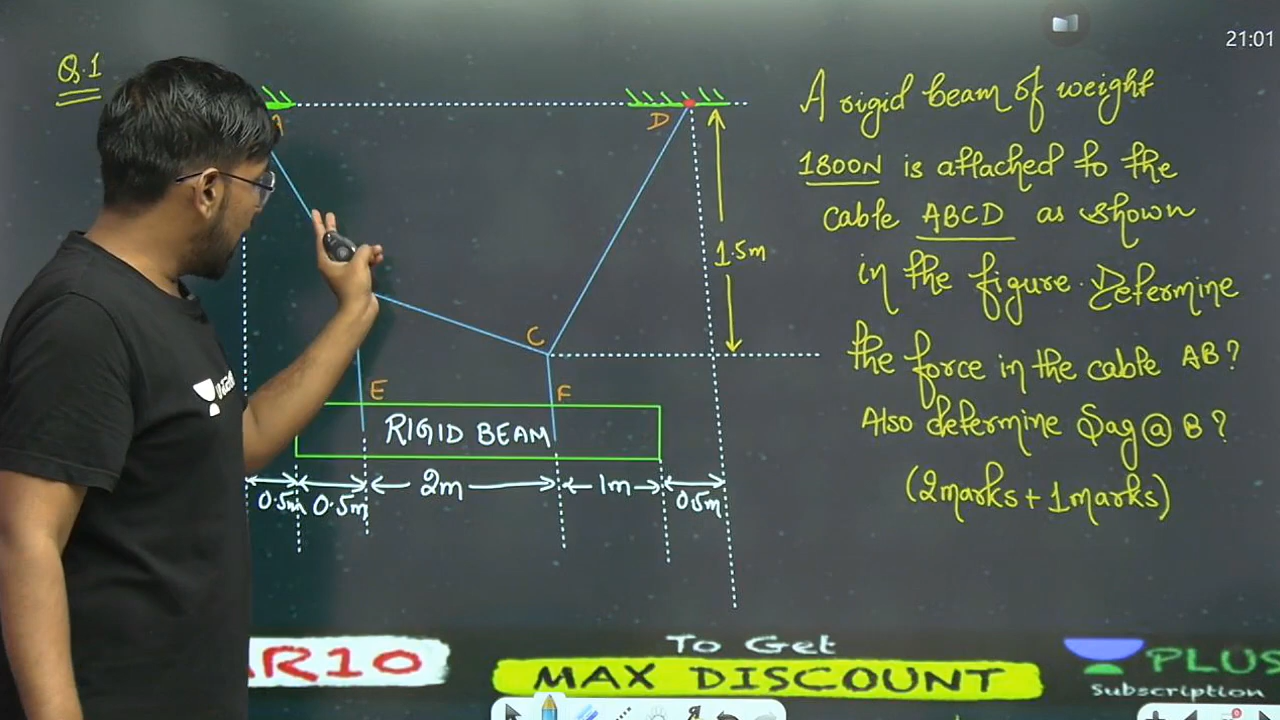 21:01
Q.1
A rigid beam of weight
1800N is attached to the
cable ABCD as shown
in the figure. Determine
the force in the cable AB?
Also determine Sag @ B?
(2marks + 1marks)
A
D
1.5m
C
E
F
RIGID BEAM
0.5m
0.5m
2m
1m
0.5m
R10
To Get
MAX DISCOUNT
PLUS
Subscription